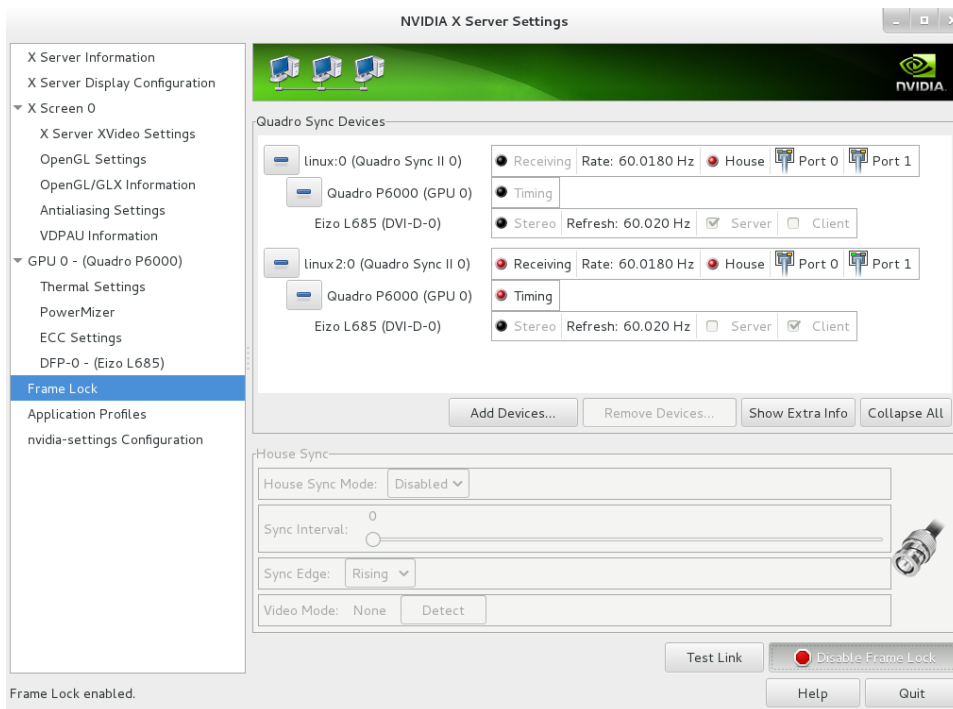 NVIDIA X Server Settings
X Server Information
X Server Display Configuration
X Screen 0
X Server XVideo Settings
OpenGL Settings
OpenGL/GLX Information
Antialiasing Settings
VDPAU Information
GPU 0 - (Quadro P6000)
Thermal Settings
PowerMizer
ECC Settings
DFP-0 - (Eizo L685)
Frame Lock
Application Profiles
nvidia-settings Configuration
NVIDIA.
Quadro Sync Devices
linux:0 (Quadro Sync II 0) Receiving Rate: 60.0180 Hz House Port 0 Port 1
Quadro P6000 (GPU 0) Timing
Eizo L685 (DVI-D-0) Stereo Refresh: 60.020 Hz Server Client
linux2:0 (Quadro Sync II 0) Receiving Rate: 60.0180 Hz House Port 0 Port 1
Quadro P6000 (GPU 0) Timing
Eizo L685 (DVI-D-0) Stereo Refresh: 60.020 Hz Server Client
Add Devices... Remove Devices... Show Extra Info Collapse All
House Sync
House Sync Mode: Disabled
0
Sync Interval:
Sync Edge: Rising
Video Mode: None Detect
Test Link Disable Frame Lock
Frame Lock enabled. Help Quit